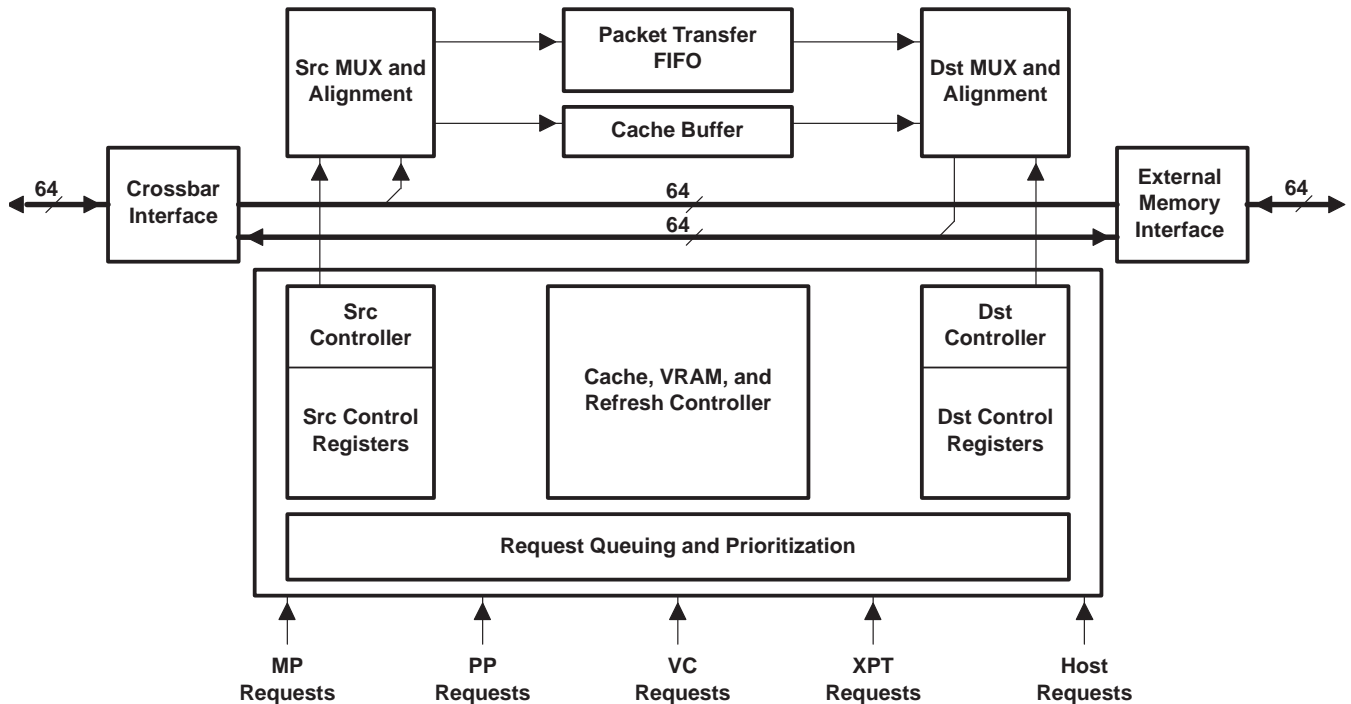 Packet Transfer
FIFO
Src MUX and
Alignment
Dst MUX and
Alignment
Cache Buffer
64
Crossbar
Interface
64
64
External
Memory
Interface
64
Src
Controller
Src Control
Registers
Cache, VRAM, and
Refresh Controller
Dst
Controller
Dst Control
Registers
Request Queuing and Prioritization
MP
Requests
PP
Requests
VC
Requests
XPT
Requests
Host
Requests